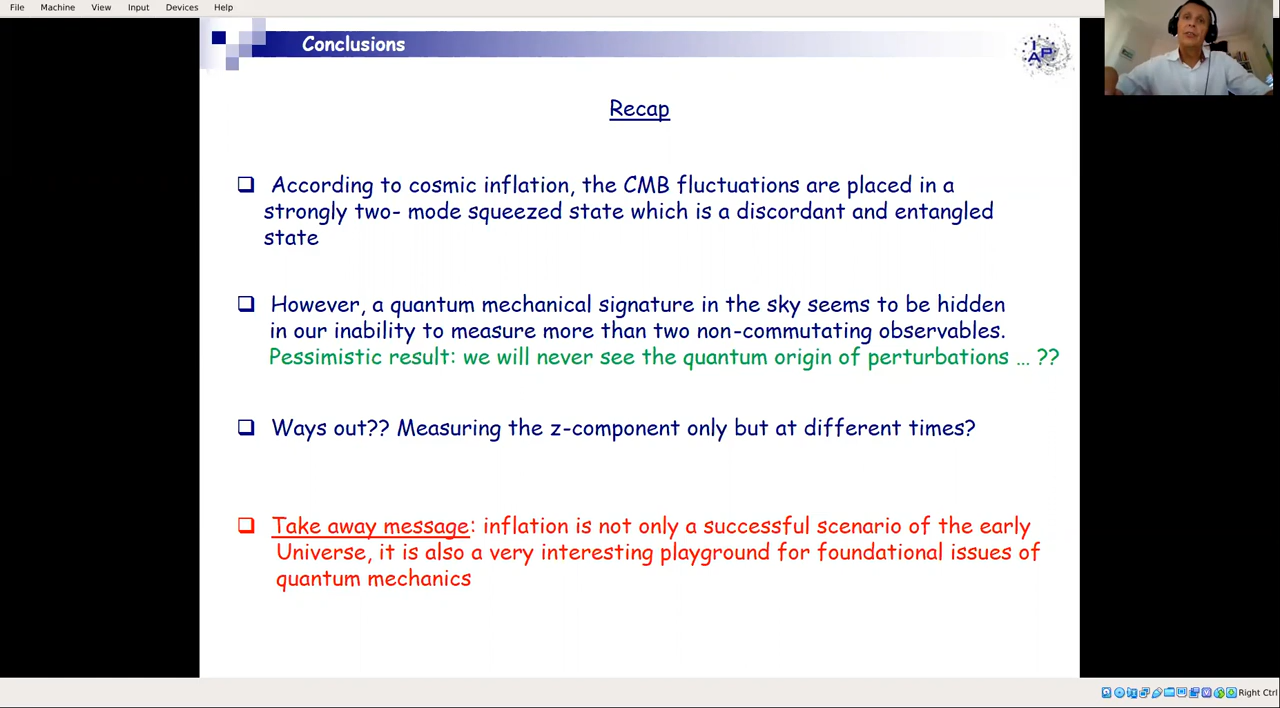 File Machine View Input Devices Help
Conclusions
IAP
Recap
According to cosmic inflation, the CMB fluctuations are placed in a
strongly two- mode squeezed state which is a discordant and entangled
state
However, a quantum mechanical signature in the sky seems to be hidden
in our inability to measure more than two non-commutating observables.
Pessimistic result: we will never see the quantum origin of perturbations ... ??
Ways out?? Measuring the z-component only but at different times?
Take away message: inflation is not only a successful scenario of the early
Universe, it is also a very interesting playground for foundational issues of
quantum mechanics
Right Ctrl